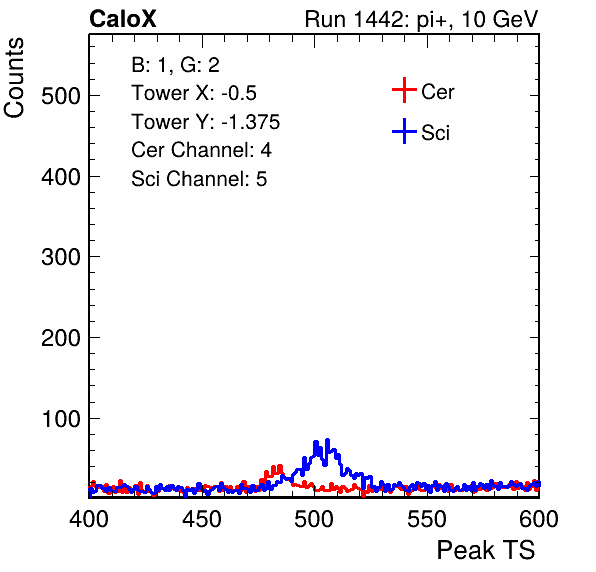 CaloX Run 1442: pi+, 10 GeV
Counts
B: 1, G: 2
Tower X: -0.5
Tower Y: -1.375
Cer Channel: 4
Sci Channel: 5
Cer
Sci
500
400
300
200
100
400 450 500 550 600
Peak TS